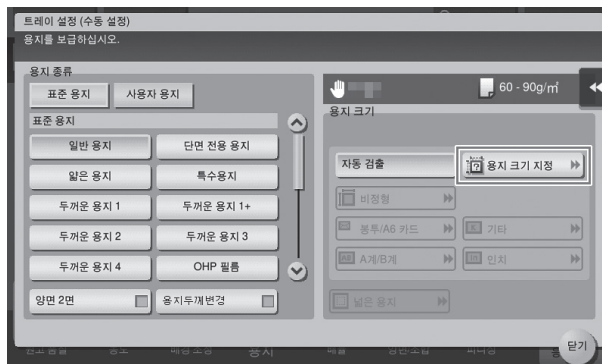 트레이 설정 (수동 설정)
용지를 보급하십시오.
용지 종류
표준 용지 사용자 용지
표준 용지
일반 용지 단면 전용 용지
얇은 용지 특수용지
두꺼운 용지 1 두꺼운 용지 1+
두꺼운 용지 2 두꺼운 용지 3
두꺼운 용지 4 OHP 필름
양면 2면 용지두께변경
60 - 90g/㎡
용지 크기
자동 검출 용지 크기 지정
비정형
봉투/A6 카드 기타
A계/B계 인치
넓은 용지
용지
닫기